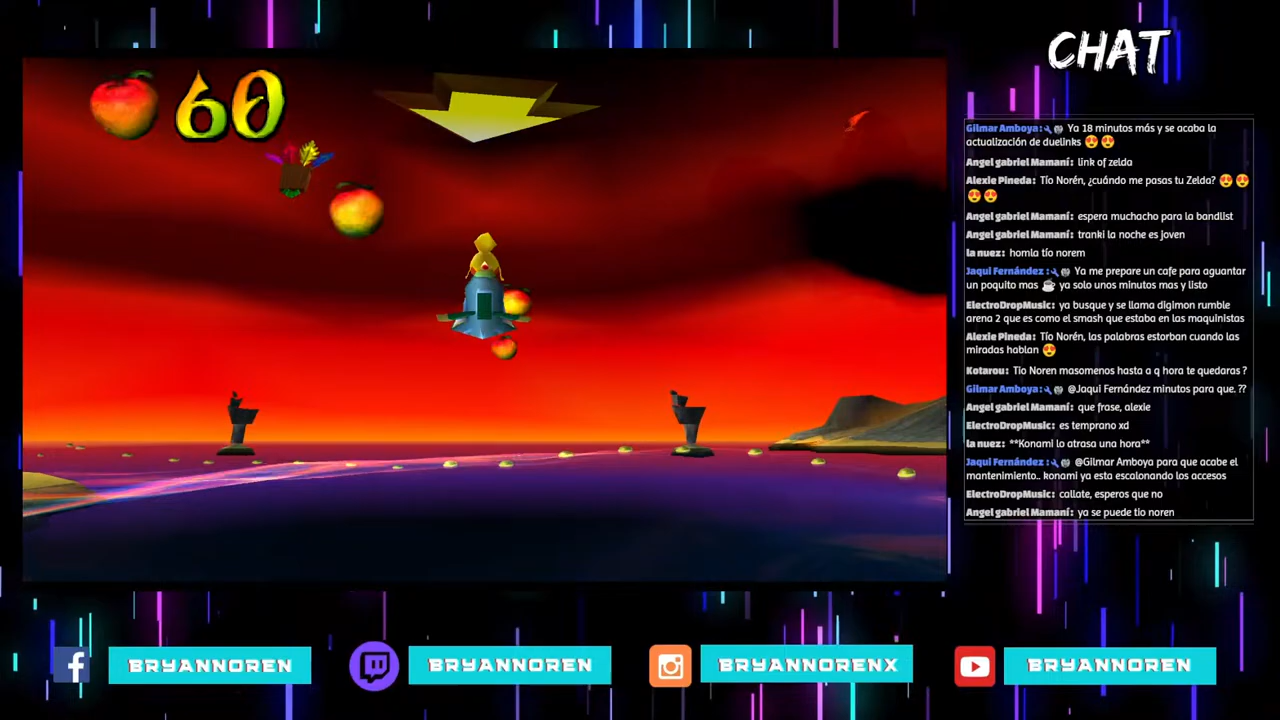 60
CHAT
Gilmar Amboya: Ya 18 minutos más y se acaba la
actualización de duelinks 😍 😍
Angel gabriel Mamaní: link of zelda
Alexie Pineda: Tío Norén, ¿cuándo me pasas tu Zelda? 😍 😍
😍 😍
Angel gabriel Mamaní: espera muchacho para la bandlist
Angel gabriel Mamaní: tranki la noche es joven
la nuez: homla tío norem
Jaqui Fernández: Ya me prepare un cafe para aguantar
un poquito mas ☕ ya solo unos minutos mas y listo
ElectroDropMusic: ya busque y se llama digimon rumble
arena 2 que es como el smash que estaba en las maquinistas
Alexie Pineda: Tío Norén, las palabras estorban cuando las
miradas hablan 😍
Kotarou: Tio Noren masomenos hasta a q hora te quedaras ?
Gilmar Amboya: @Jaqui Fernández minutos para que. ??
Angel gabriel Mamaní: que frase, alexie
ElectroDropMusic: es temprano xd
la nuez: **Konami lo atrasa una hora**
Jaqui Fernández: @Gilmar Amboya para que acabe el
mantenimiento.. konami ya esta escalonando los accesos
ElectroDropMusic: callate, esperos que no
Angel gabriel Mamaní: ya se puede tio noren
BRYANNOREN
BRYANNOREN
BRYANNORENX
BRYANNOREN